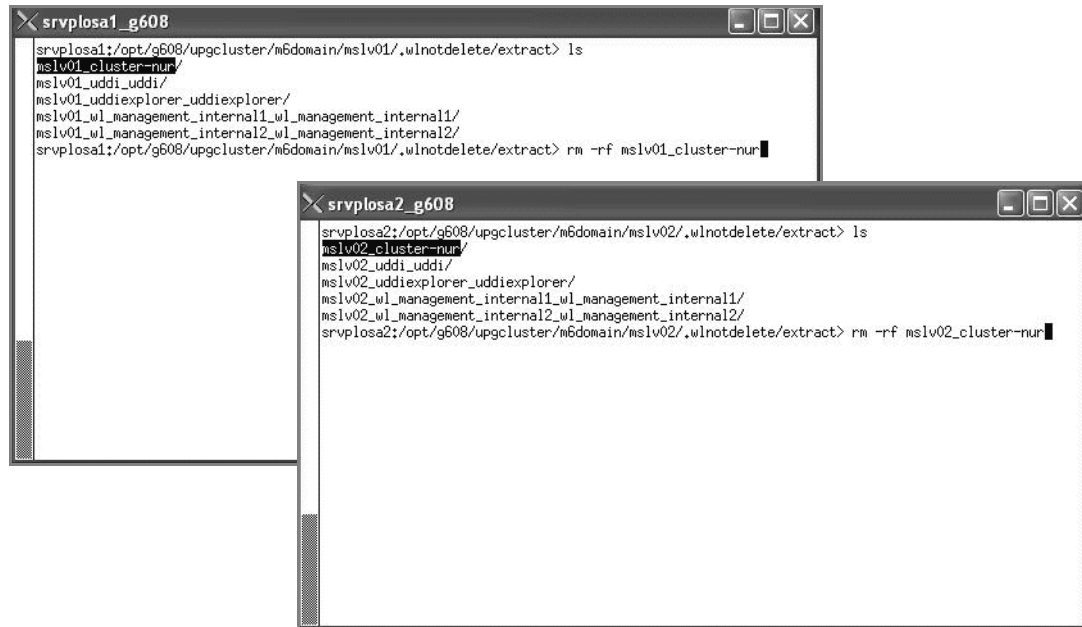 srvplosa1_g608
srvplosa1:/opt/g608/upgcluster/m6domain/mslv01/.wlnotdelete/extract> ls
mslv01_cluster-nur/
mslv01_uddi_uddi/
mslv01_uddiexplorer_uddiexplorer/
mslv01_wl_management_internal1_wl_management_internal1/
mslv01_wl_management_internal2_wl_management_internal2/
srvplosa1:/opt/g608/upgcluster/m6domain/mslv01/.wlnotdelete/extract> rm -rf mslv01_cluster-nur
srvplosa2_g608
srvplosa2:/opt/g608/upgcluster/m6domain/mslv02/.wlnotdelete/extract> ls
mslv02_cluster-nur/
mslv02_uddi_uddi/
mslv02_uddiexplorer_uddiexplorer/
mslv02_wl_management_internal1_wl_management_internal1/
mslv02_wl_management_internal2_wl_management_internal2/
srvplosa2:/opt/g608/upgcluster/m6domain/mslv02/.wlnotdelete/extract> rm -rf mslv02_cluster-nur